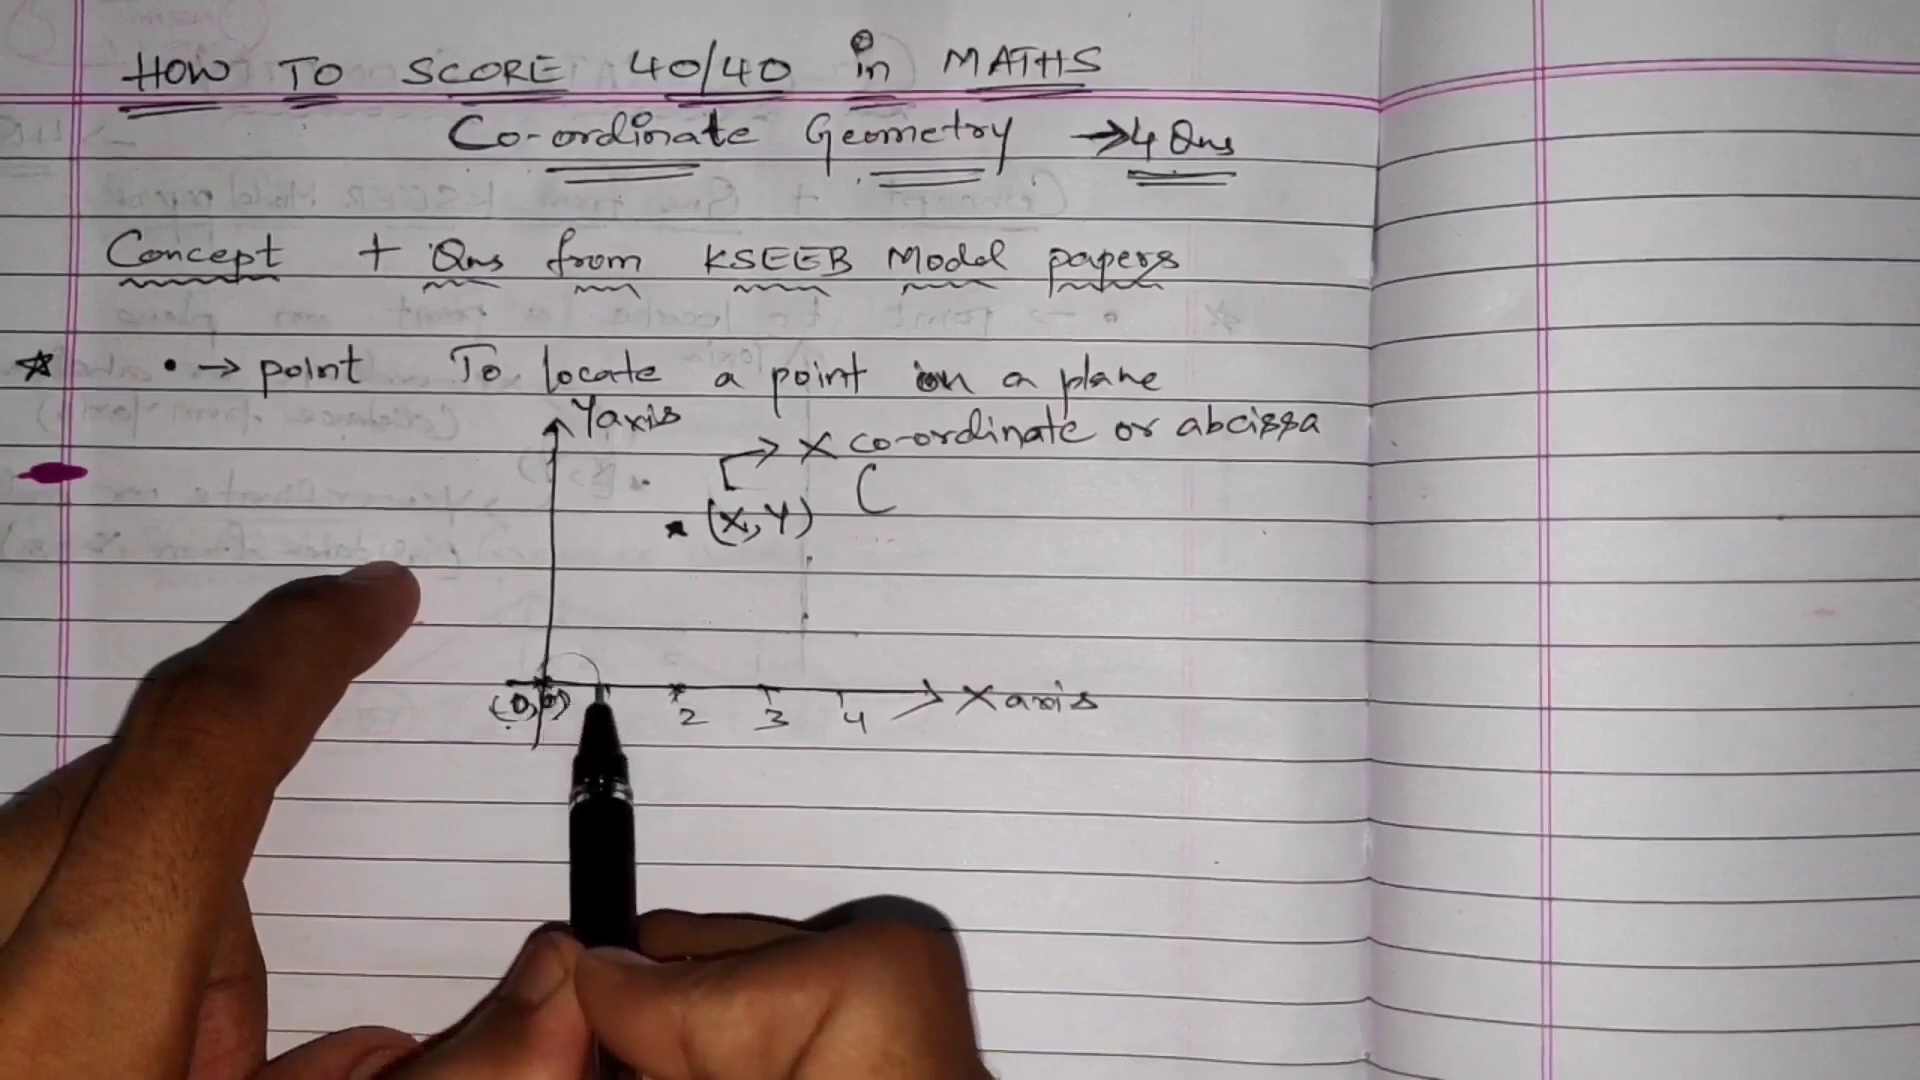 HOW TO SCORE 40/40 in MATHS
Co-ordinate Geometry → 4 Qns
Concept + Qns from KSEEB Model papers
☆ • → point To locate a point on a plane
Y axis
→ X co-ordinate or abcissa
(
• (X, Y)
(0,0) 2 3 4 X axis